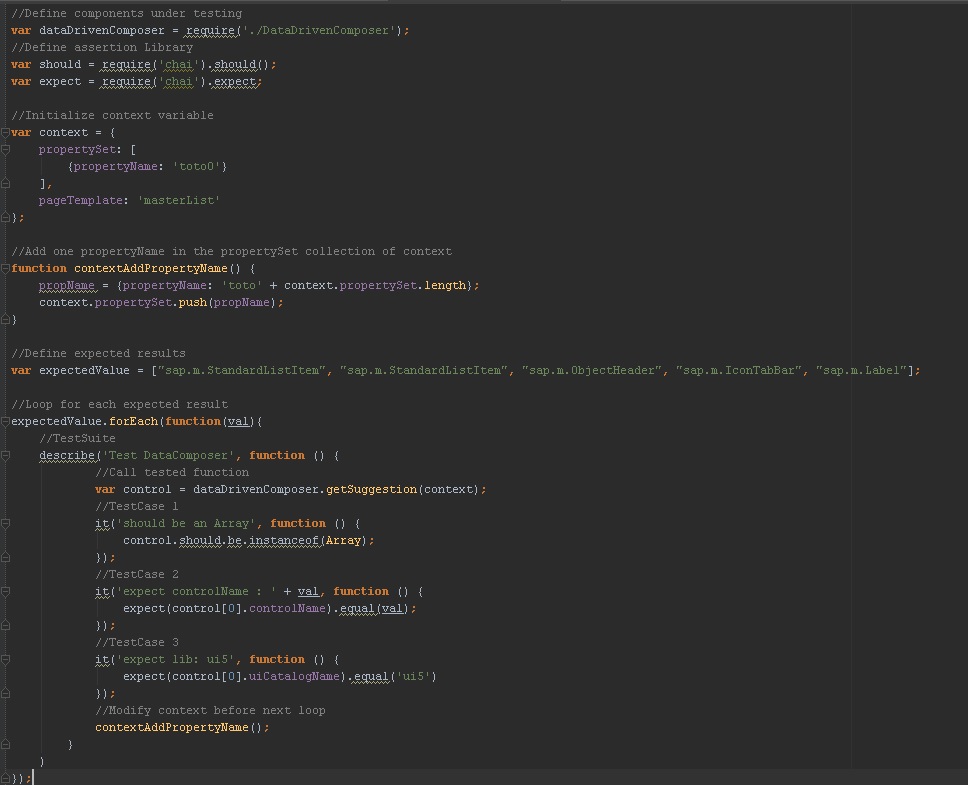 //Define components under testing
var dataDrivenComposer = require('./DataDrivenComposer');
//Define assertion Library
var should = require('chai').should();
var expect = require('chai').expect;
//Initialize context variable
var context = {
propertySet: [
{propertyName: 'toto0'}
],
pageTemplate: 'masterList'
};
//Add one propertyName in the propertySet collection of context
function contextAddPropertyName() {
propName = {propertyName: 'toto' + context.propertySet.length};
context.propertySet.push(propName);
}
//Define expected results
var expectedValue = ["sap.m.StandardListItem", "sap.m.StandardListItem", "sap.m.ObjectHeader", "sap.m.IconTabBar", "sap.m.Label"];
//Loop for each expected result
expectedValue.forEach(function(val){
//TestSuite
describe('Test DataComposer', function () {
//Call tested function
var control = dataDrivenComposer.getSuggestion(context);
//TestCase 1
it('should be an Array', function () {
control.should.be.instanceof(Array);
});
//TestCase 2
it('expect controlName : ' + val, function () {
expect(control[0].controlName).equal(val);
});
//TestCase 3
it('expect lib: ui5', function () {
expect(control[0].uiCatalogName).equal('ui5')
});
//Modify context before next loop
contextAddPropertyName();
}
)
});